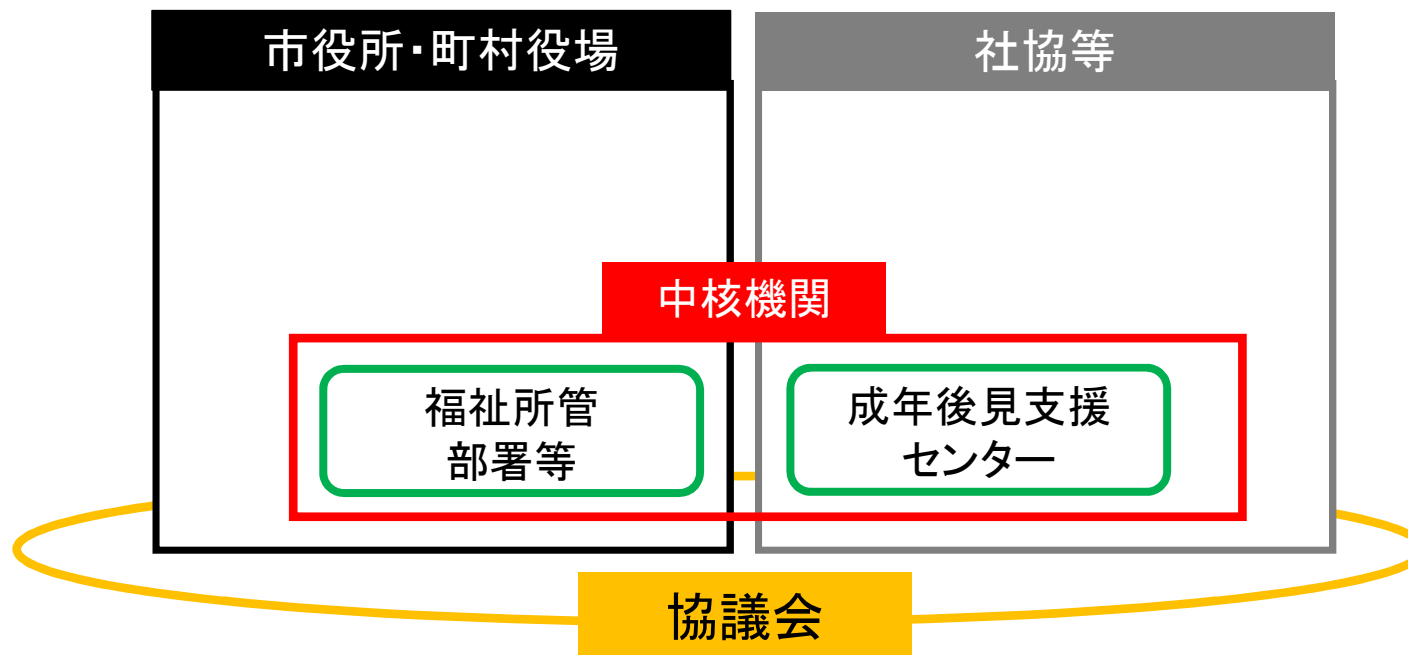 市役所・町村役場
社協等
中核機関
福祉所管
部署等
成年後見支援
センター
協議会